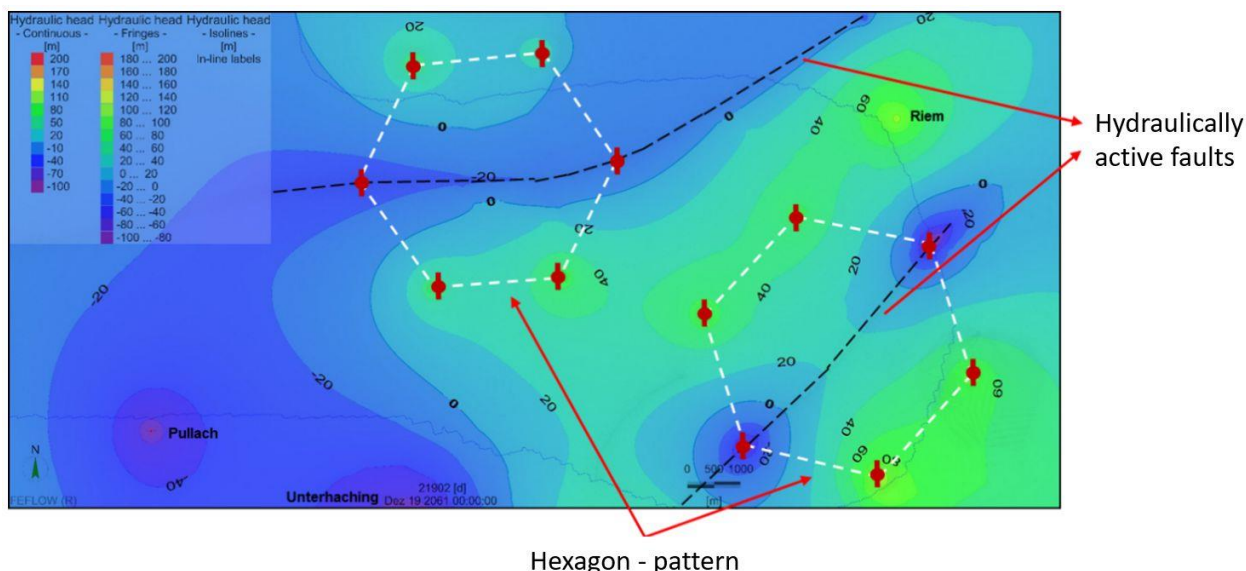 Hydraulic head Hydraulic head Hydraulic head
- Continuous - - Fringes - - Isolines -
[m] [m] [m]
200 180 ... 200 In-line labels
170 160 ... 180
140 140 ... 160
110 120 ... 140
80 100 ... 120
50 80 ... 100
20 60 ... 80
-10 40 ... 60
-40 20 ... 40
-70 0 ... 20
-100 -20 ... 0
-40 ... -20
-60 ... -40
-80 ... -60
-100 ... -80
20
20
0
0
40
60
Riem
Hydraulically
active faults
-20
0
0
20
-20
20
40
20
40
-20
20
-20
0
20
0
60
40
60
Pullach
-40
0 500 1000
[m]
N
Unterhaching
21902 [d]
Dez 19 2061 00:00:00
FEFLOW (R)
Hexagon - pattern